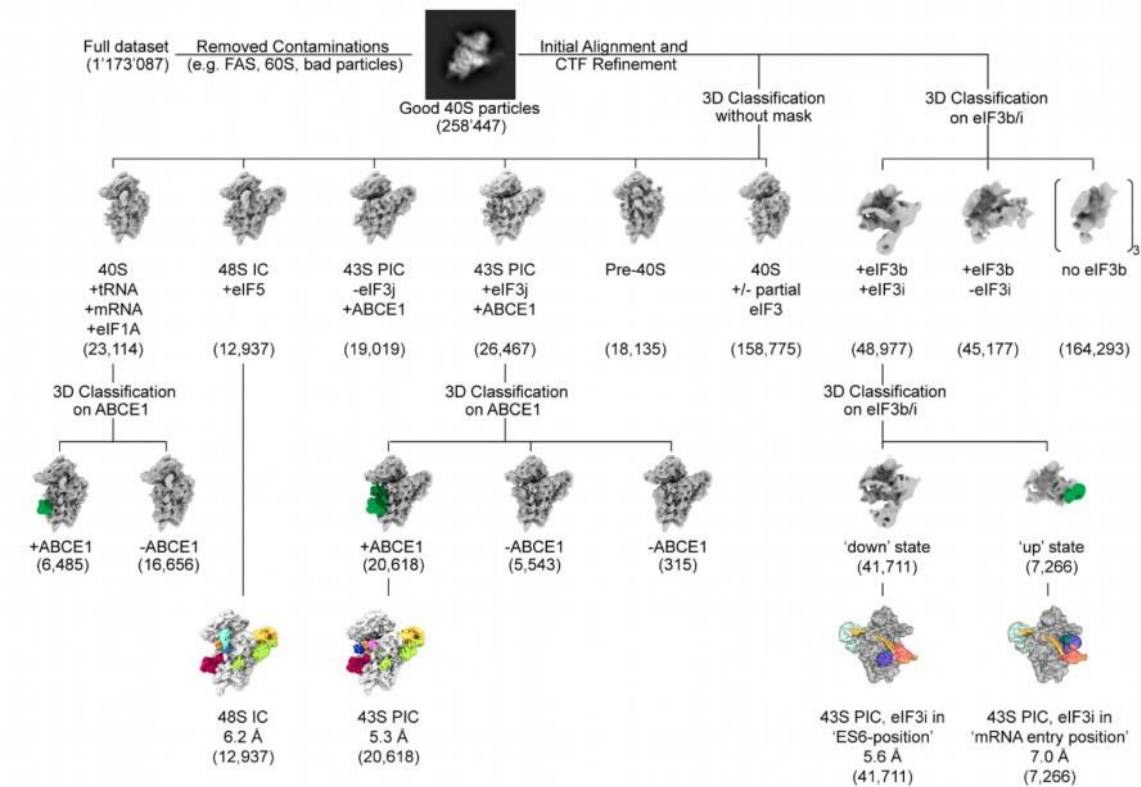 Full dataset
(1'173'087)
Removed Contaminations
(e.g. FAS, 60S, bad particles)
Good 40S particles
(258'447)
Initial Alignment and
CTF Refinement
3D Classification
without mask
3D Classification
on eIF3b/i
40S
+tRNA
+mRNA
+eIF1A
(23,114)
48S IC
+eIF5
(12,937)
43S PIC
-eIF3j
+ABCE1
(19,019)
43S PIC
+eIF3j
+ABCE1
(26,467)
Pre-40S
(18,135)
40S
+/- partial
eIF3
(158,775)
+eIF3b
+eIF3i
(48,977)
+eIF3b
-eIF3i
(45,177)
3
no eIF3b
(164,293)
3D Classification
on ABCE1
3D Classification
on ABCE1
3D Classification
on eIF3b/i
+ABCE1
(6,485)
-ABCE1
(16,656)
+ABCE1
(20,618)
-ABCE1
(5,543)
-ABCE1
(315)
'down' state
(41,711)
'up' state
(7,266)
48S IC
6.2 Å
(12,937)
43S PIC
5.3 Å
(20,618)
43S PIC, eIF3i in
'ES6-position'
5.6 Å
(41,711)
43S PIC, eIF3i in
'mRNA entry position'
7.0 Å
(7,266)